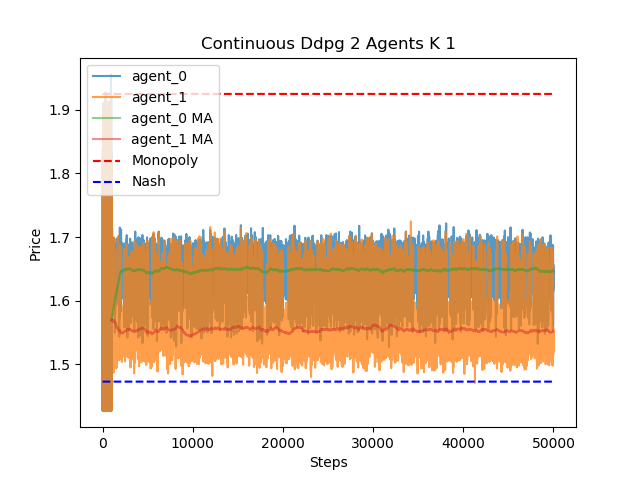 Continuous Ddpg 2 Agents K 1
agent_0
agent_1
agent_0 MA
agent_1 MA
Monopoly
Nash
Price
1.9
1.8
1.7
1.6
1.5
0 10000 20000 30000 40000 50000
Steps